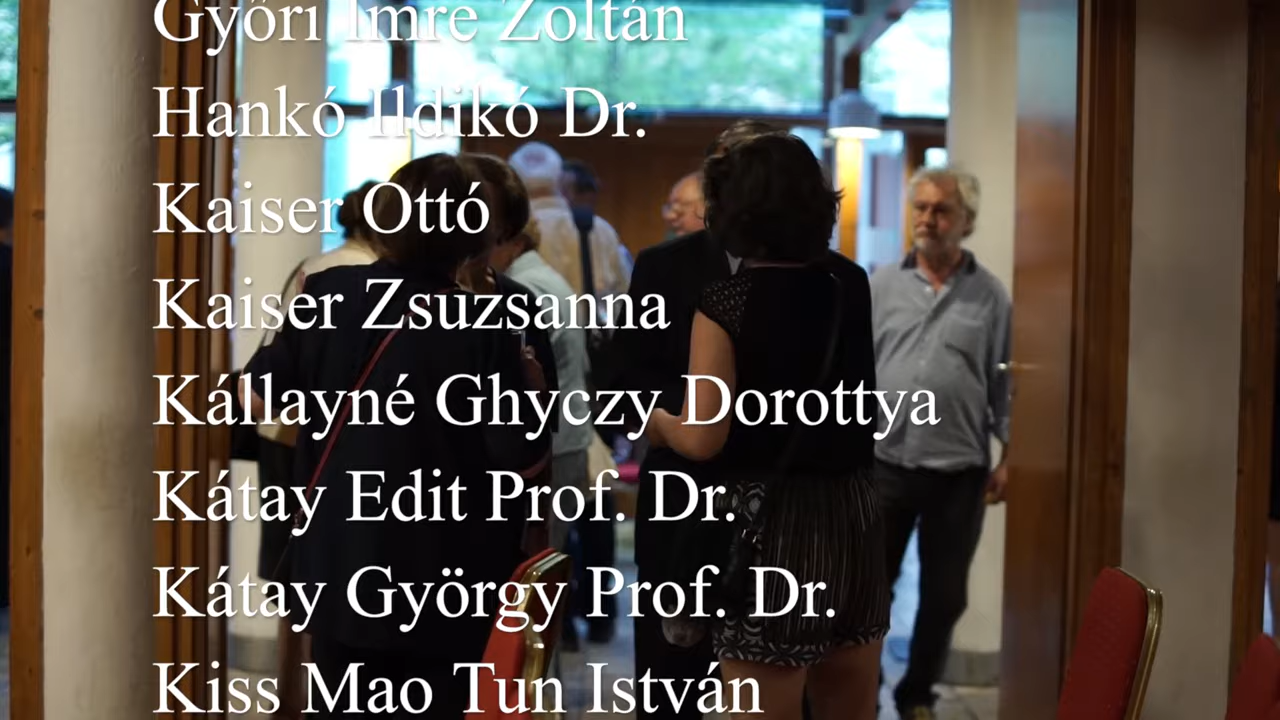 Győri Imre Zoltán
Hankó Ildikó Dr.
Kaiser Ottó
Kaiser Zsuzsanna
Kállayné Ghyczy Dorottya
Kátay Edit Prof. Dr.
Kátay György Prof. Dr.
Kiss Mao Tun István